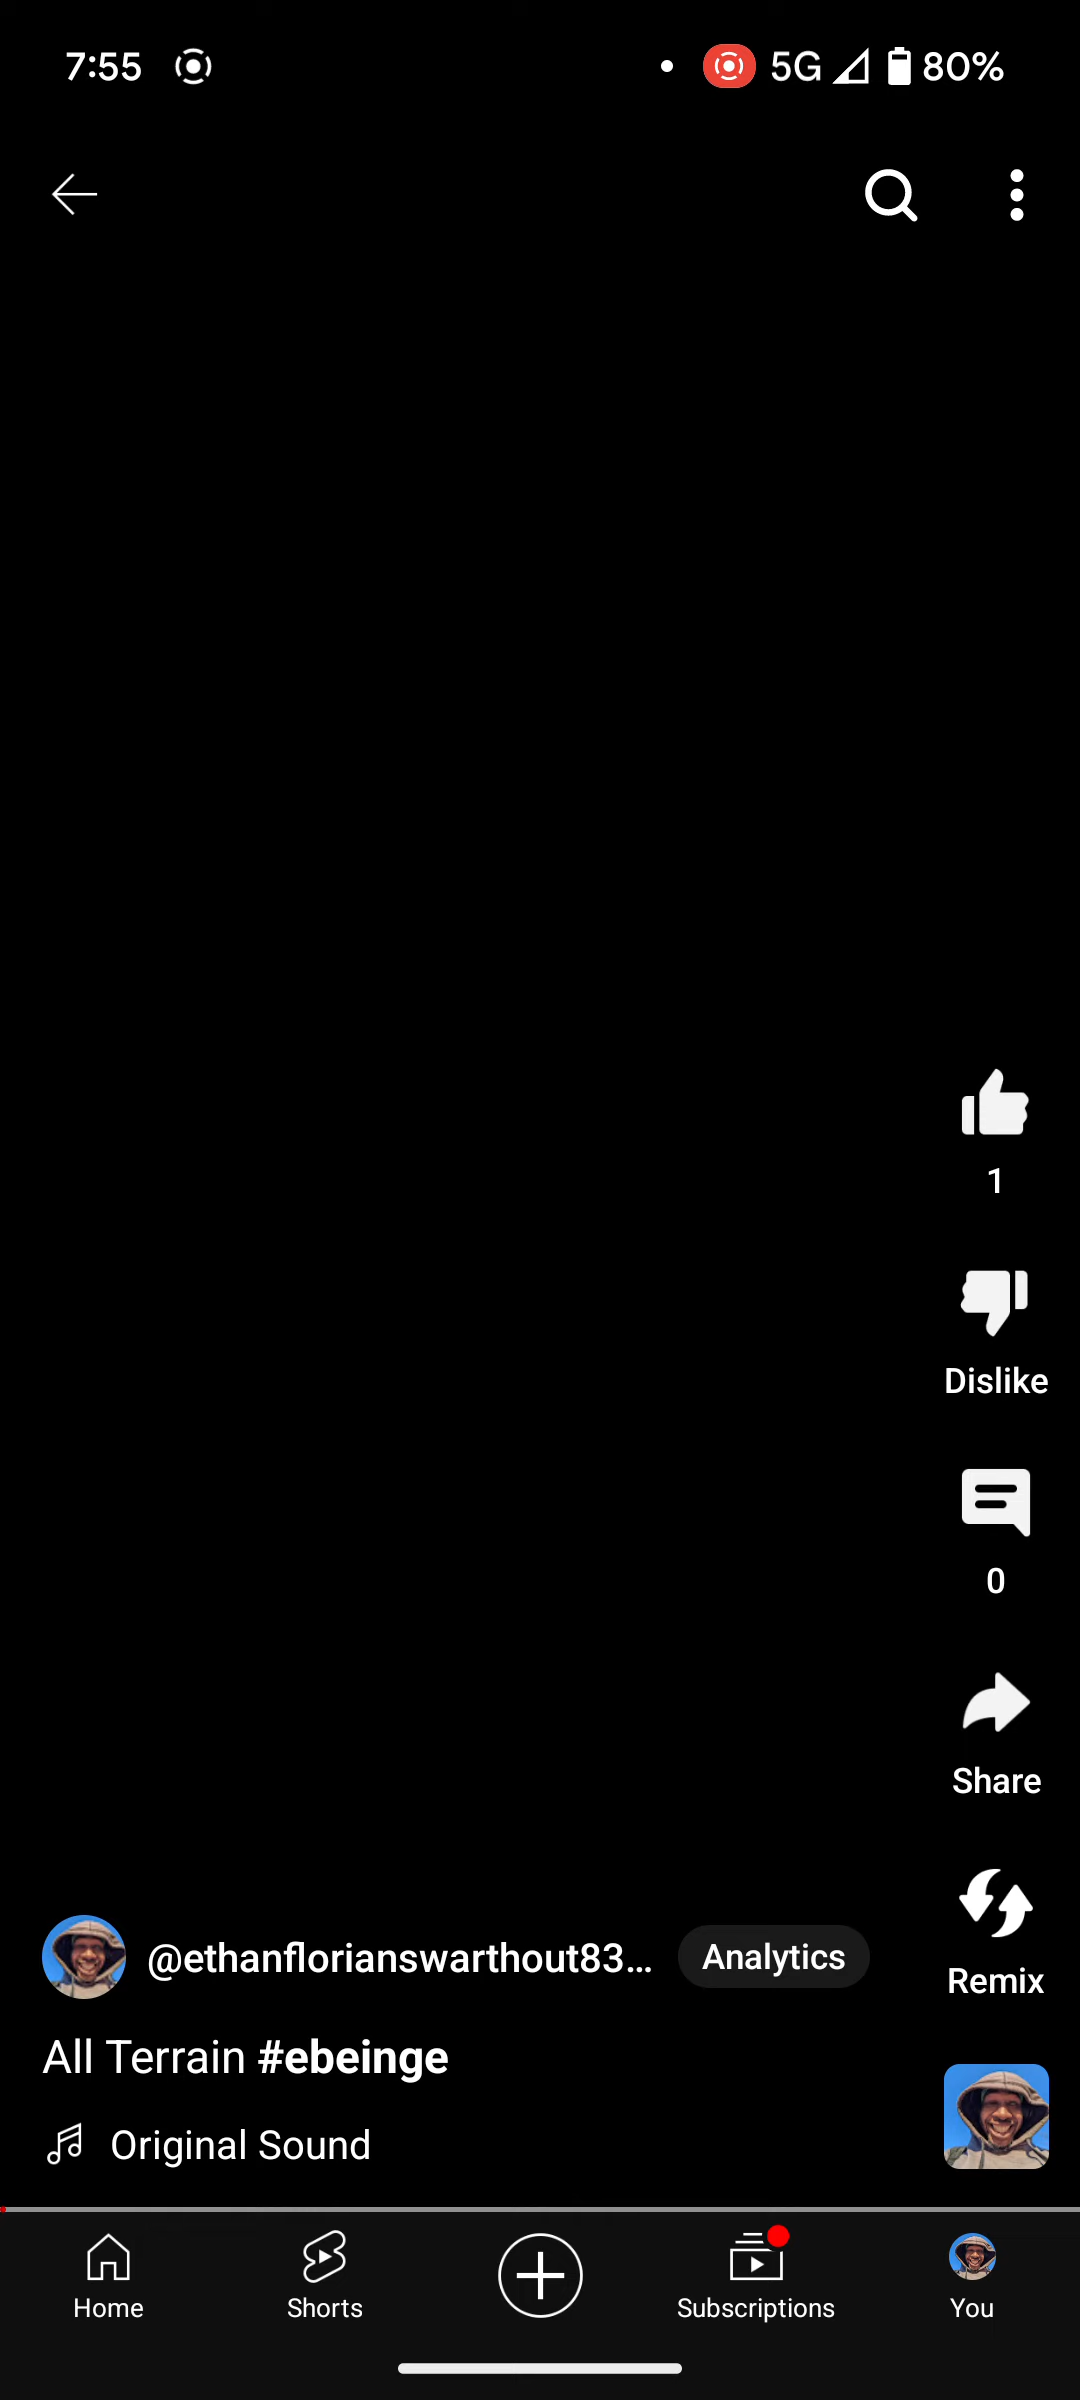 7:55 5G 80%
1
Dislike
0
Share
Remix
@ethanflorianswarthout83... Analytics
All Terrain #ebeinge
Original Sound
Home Shorts Subscriptions You